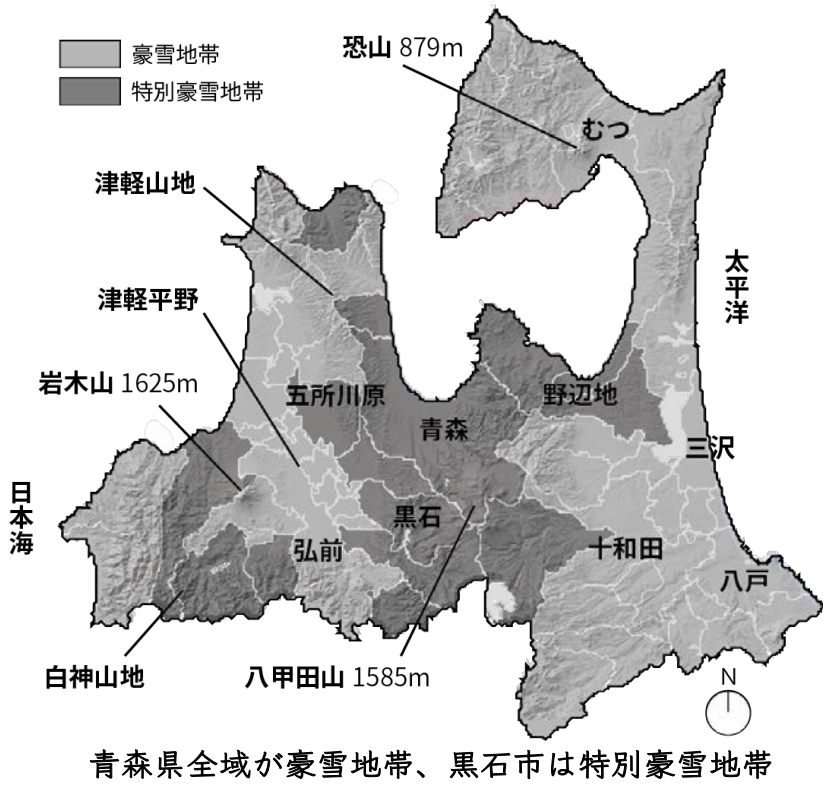 豪雪地帯
特別豪雪地帯
恐山 879m
むつ
津軽山地
太平洋
津軽平野
岩木山 1625m
五所川原
野辺地
青森
三沢
日本海
黒石
弘前
十和田
八戸
白神山地
八甲田山 1585m
N
青森県全域が豪雪地帯、黒石市は特別豪雪地帯